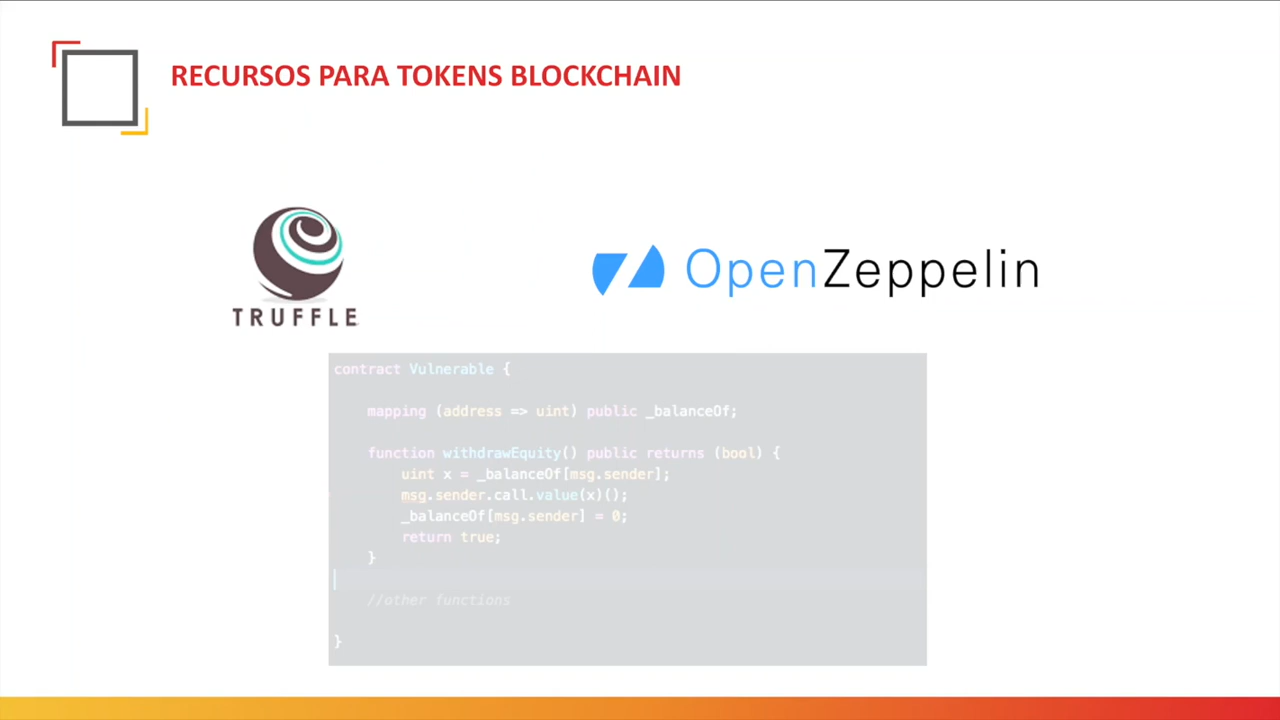 RECURSOS PARA TOKENS BLOCKCHAIN
TRUFFLE
OpenZeppelin
contract Vulnerable {
mapping (address => uint) public _balanceOf;
function withdrawEquity() public returns (bool) {
uint x = _balanceOf[msg.sender];
msg.sender.call.value(x)();
_balanceOf[msg.sender] = 0;
return true;
}
//other functions
}